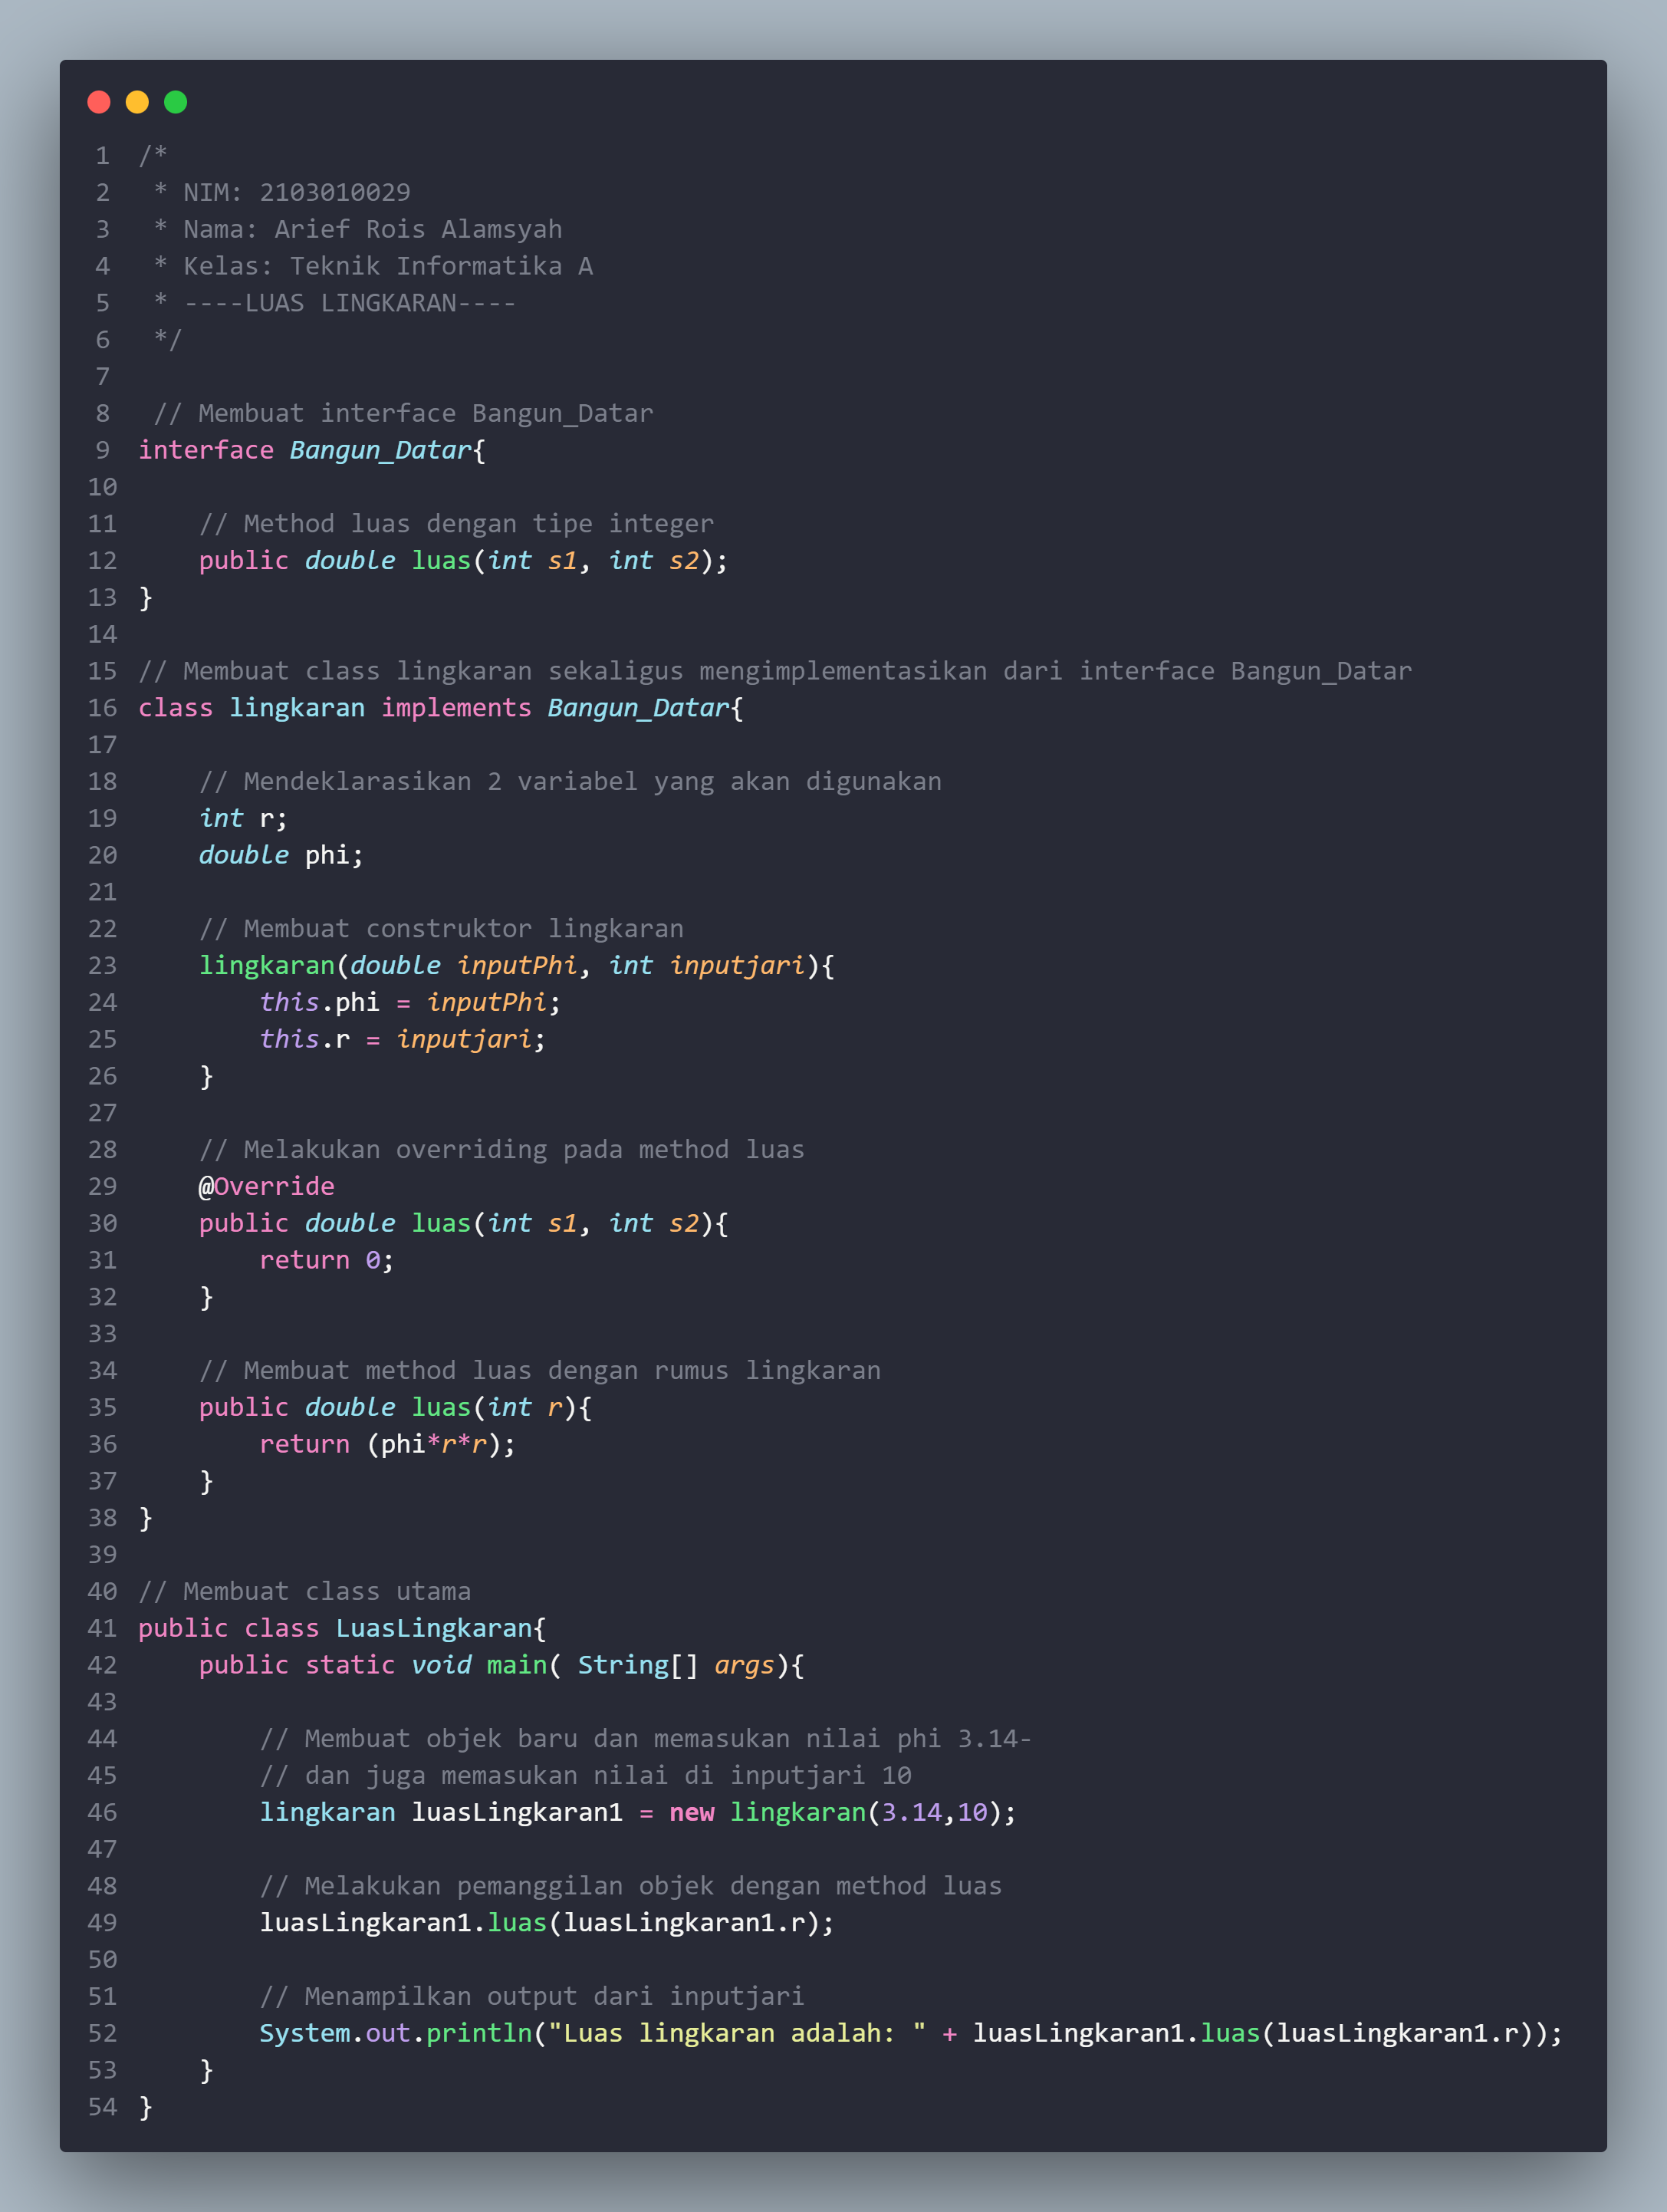 1 /*
2  * NIM: 2103010029
3  * Nama: Arief Rois Alamsyah
4  * Kelas: Teknik Informatika A
5  * ----LUAS LINGKARAN----
6  */
7
8  // Membuat interface Bangun_Datar
9 interface Bangun_Datar{
10
11     // Method luas dengan tipe integer
12     public double luas(int s1, int s2);
13 }
14
15 // Membuat class lingkaran sekaligus mengimplementasikan dari interface Bangun_Datar
16 class lingkaran implements Bangun_Datar{
17
18     // Mendeklarasikan 2 variabel yang akan digunakan
19     int r;
20     double phi;
21
22     // Membuat construktor lingkaran
23     lingkaran(double inputPhi, int inputjari){
24         this.phi = inputPhi;
25         this.r = inputjari;
26     }
27
28     // Melakukan overriding pada method luas
29     @Override
30     public double luas(int s1, int s2){
31         return 0;
32     }
33
34     // Membuat method luas dengan rumus lingkaran
35     public double luas(int r){
36         return (phi*r*r);
37     }
38 }
39
40 // Membuat class utama
41 public class LuasLingkaran{
42     public static void main( String[] args){
43
44         // Membuat objek baru dan memasukan nilai phi 3.14-
45         // dan juga memasukan nilai di inputjari 10
46         lingkaran luasLingkaran1 = new lingkaran(3.14,10);
47
48         // Melakukan pemanggilan objek dengan method luas
49         luasLingkaran1.luas(luasLingkaran1.r);
50
51         // Menampilkan output dari inputjari
52         System.out.println("Luas lingkaran adalah: " + luasLingkaran1.luas(luasLingkaran1.r));
53     }
54 }